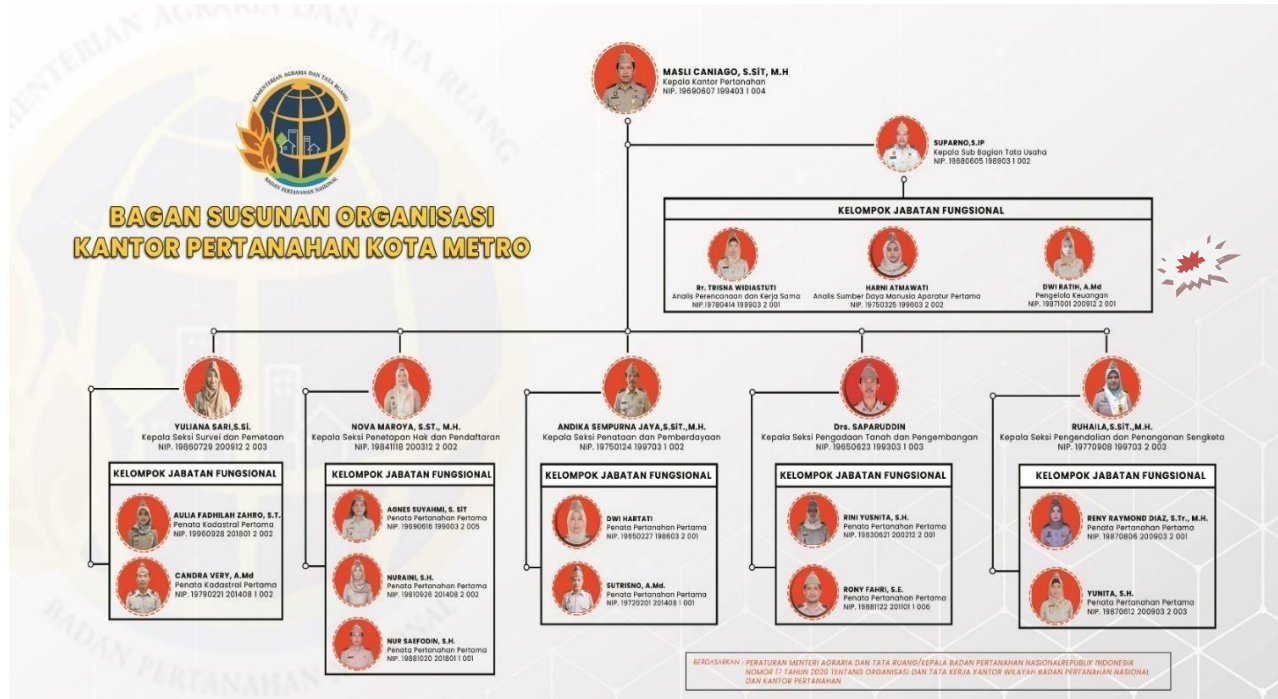 KEMENTERIAN AGRARIA DAN TATA RUANG
BADAN PERTANAHAN NASIONAL
BAGAN SUSUNAN ORGANISASI
KANTOR PERTANAHAN KOTA METRO
MASLI CANIAGO, S.SiT, M.H
Kepala Kantor Pertanahan
NIP. 19690607 199403 1 004
SUPARNO,S.IP
Kepala Sub Bagian Tata Usaha
NIP. 19680605 198903 1 002
KELOMPOK JABATAN FUNGSIONAL
Rr. TRISNA WIDIASTUTI
Analis Perencanaan dan Kerja Sama
NIP.19780414 199903 2 001
HARNI ATMAWATI
Analis Sumber Daya Manusia Aparatur Pertama
NIP.19750325 199603 2 002
DWI RATIH, A.Md
Pengelola Keuangan
NIP. 19871001 200912 2 001
YULIANA SARI,S.Si.
Kepala Seksi Survei dan Pemetaan
NIP. 19860729 200912 2 003
KELOMPOK JABATAN FUNGSIONAL
AULIA FADHILAH ZAHRO, S.T.
Penata Kadastral Pertama
NIP. 19960928 201801 2 002
CANDRA VERY, A.Md
Penata Kadastral Pertama
NIP. 19790221 201408 1 002
NOVA MAROYA, S.ST., M.H.
Kepala Seksi Penetapan Hak dan Pendaftaran
NIP. 19841118 200312 2 002
KELOMPOK JABATAN FUNGSIONAL
AGNES SUYAHMI, S. SiT
Penata Pertanahan Pertama
NIP. 19690616 199003 2 005
NURAINI, S.H.
Penata Pertanahan Pertama
NIP. 19810926 201408 2 002
NUR SAEFODIN, S.H.
Penata Pertanahan Pertama
NIP. 19881020 201801 1 001
ANDIKA SEMPURNA JAYA,S.SiT.,M.H.
Kepala Seksi Penataan dan Pemberdayaan
NIP. 19750124 199703 1 002
KELOMPOK JABATAN FUNGSIONAL
DWI HARTATI
Penata Pertanahan Pertama
NIP. 19650227 198603 2 001
SUTRISNO, A.Md.
Penata Pertanahan Pertama
NIP. 19720201 201408 1 001
Drs. SAPARUDDIN
Kepala Seksi Pengadaan Tanah dan Pengembangan
NIP. 19650623 199303 1 003
KELOMPOK JABATAN FUNGSIONAL
RINI YUSNITA, S.H.
Penata Pertanahan Pertama
NIP. 19830621 200212 2 001
RONY FAHRI, S.E.
Penata Pertanahan Pertama
NIP. 19881122 201101 1 006
RUHAILA,S.SiT.,M.H.
Kepala Seksi Pengendalian dan Penanganan Sengketa
NIP.19770908 199703 2 003
KELOMPOK JABATAN FUNGSIONAL
RENY RAYMOND DIAZ, S.Tr., M.H.
Penata Pertanahan Pertama
NIP. 19870806 200903 2 001
YUNITA, S.H.
Penata Pertanahan Pertama
NIP. 19870612 200903 2 003
BERDASARKAN : PERATURAN MENTERI AGRARIA DAN TATA RUANG/KEPALA BADAN PERTANAHAN NASIONALREPUBLIK INDONESIA
NOMOR 17 TAHUN 2020 TENTANG ORGANISASI DAN TATA KERJA KANTOR WILAYAH BADAN PERTANAHAN NASIONAL
DAN KANTOR PERTANAHAN